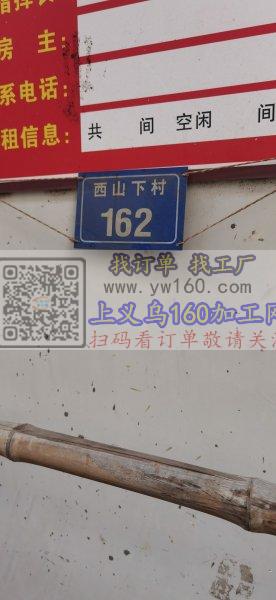 房 主：
系电话：
租信息： 共 间 空闲 间
西山下村
162
找订单 找工厂
www.yw160.com
上义乌160加工网
扫码看订单敬请关注